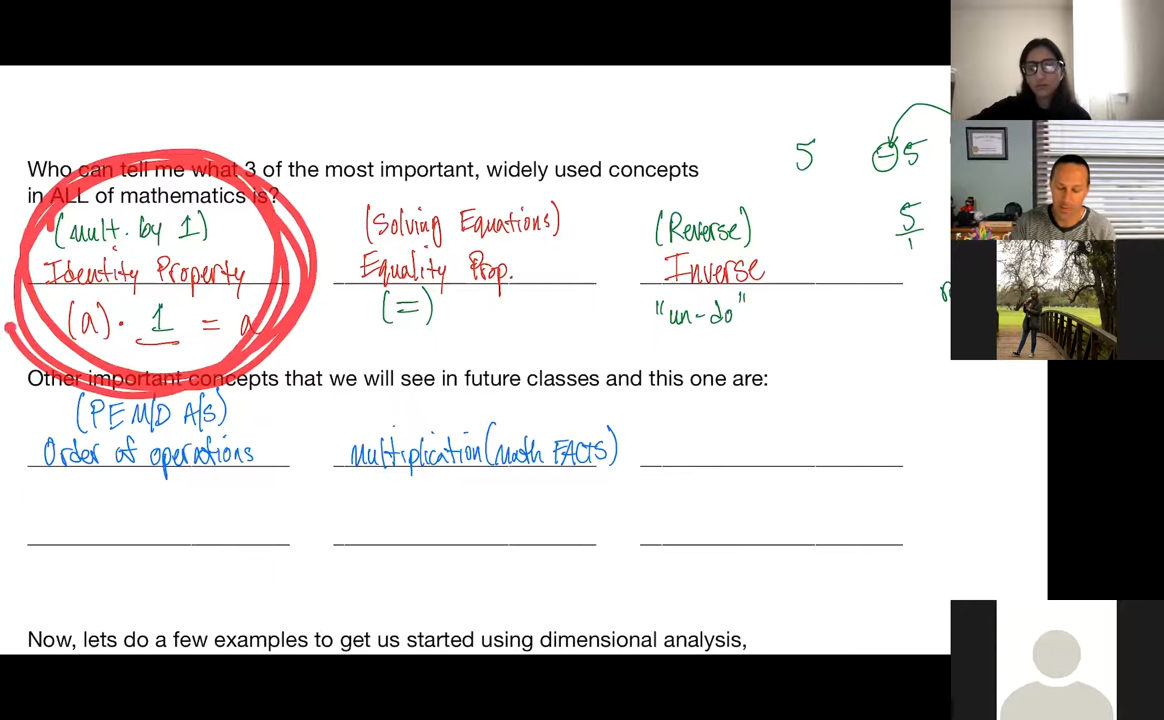 Who can tell me what 3 of the most important, widely used concepts
in ALL of mathematics is?
5 -5
5
1
(mult. by 1) (Solving Equations) (Reverse)
Identity Property Equality Prop. Inverse
(a) · 1 = a (=) "un-do"
Other important concepts that we will see in future classes and this one are:
(PE M/D A/S)
Order of operations multiplication (math FACTS)
Now, lets do a few examples to get us started using dimensional analysis,